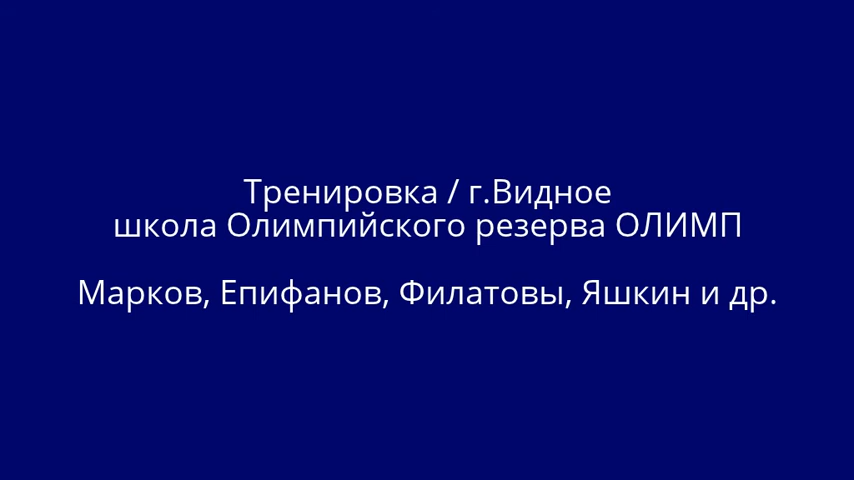 Тренировка / г.Видное
школа Олимпийского резерва ОЛИМП
Марков, Епифанов, Филатовы, Яшкин и др.